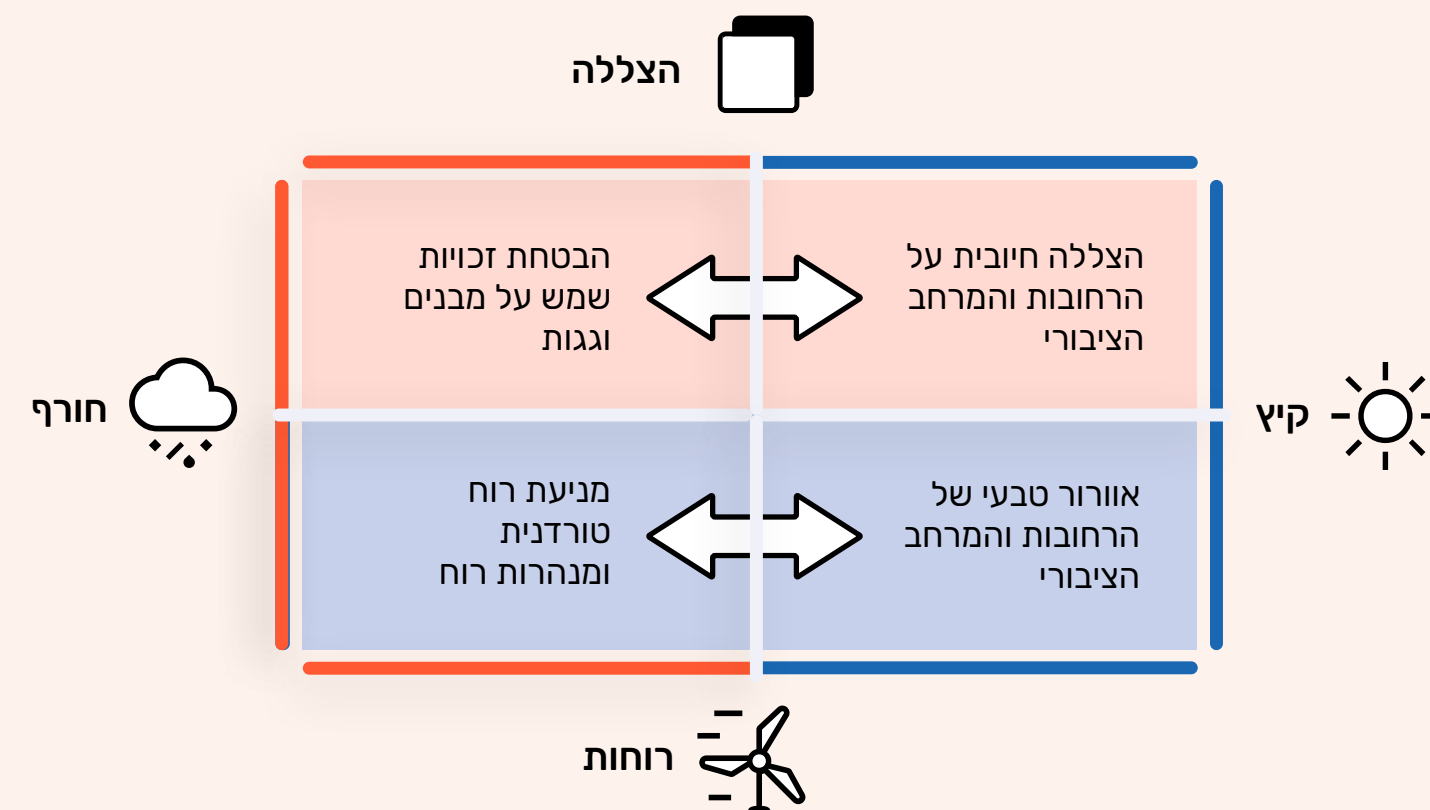 הצללה
הצללה חיובית על
הרחובות והמרחב
הציבורי
הבטחת זכויות
שמש על מבנים
וגגות
קיץ
חורף
אוורור טבעי של
הרחובות והמרחב
הציבורי
מניעת רוח
טורדנית
ומנהרות רוח
רוחות